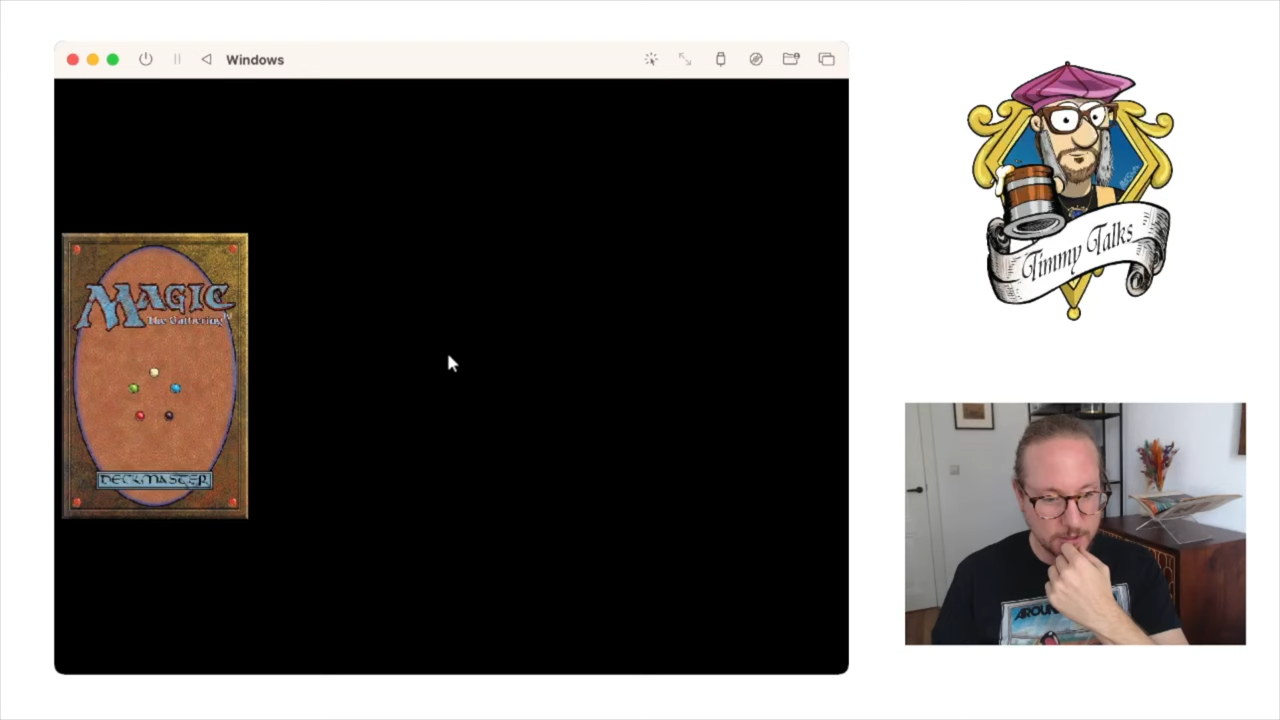 Windows
MAGIC
The Gathering
DECKMASTER
Timmy Talks